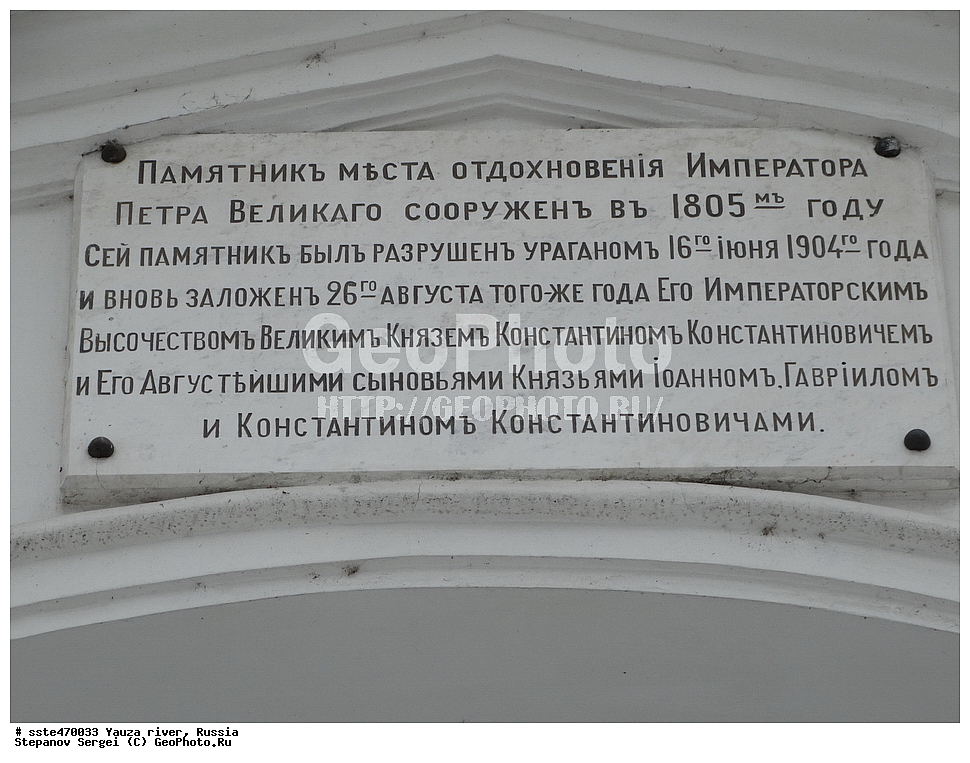 Памятникъ мѣста отдохновенія Императора
Петра Великаго сооруженъ въ 1805мъ году
Сей памятникъ былъ разрушенъ ураганомъ 16го іюня 1904го года
и вновь заложенъ 26го августа того-же года Его Императорскимъ
Высочествомъ Великимъ Княземъ Константиномъ Константиновичемъ
и Его Августѣйшими сыновьями Князьями Іоанномъ, Гавріиломъ
и Константиномъ Константиновичами.
GeoPhoto
HTTP://GEOPHOTO.RU/
# sste470033 Yauza river, Russia
Stepanov Sergei (C) GeoPhoto.Ru